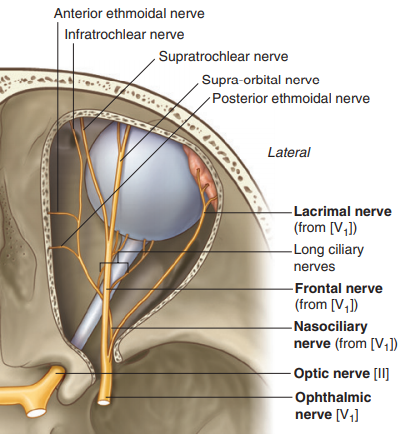 Anterior ethmoidal nerve
Infratrochlear nerve
Supratrochlear nerve
Supra-orbital nerve
Posterior ethmoidal nerve
Lateral
Lacrimal nerve
(from [V₁])
Long ciliary
nerves
Frontal nerve
(from [V₁])
Nasociliary
nerve (from [V₁])
Optic nerve [II]
Ophthalmic
nerve [V₁]